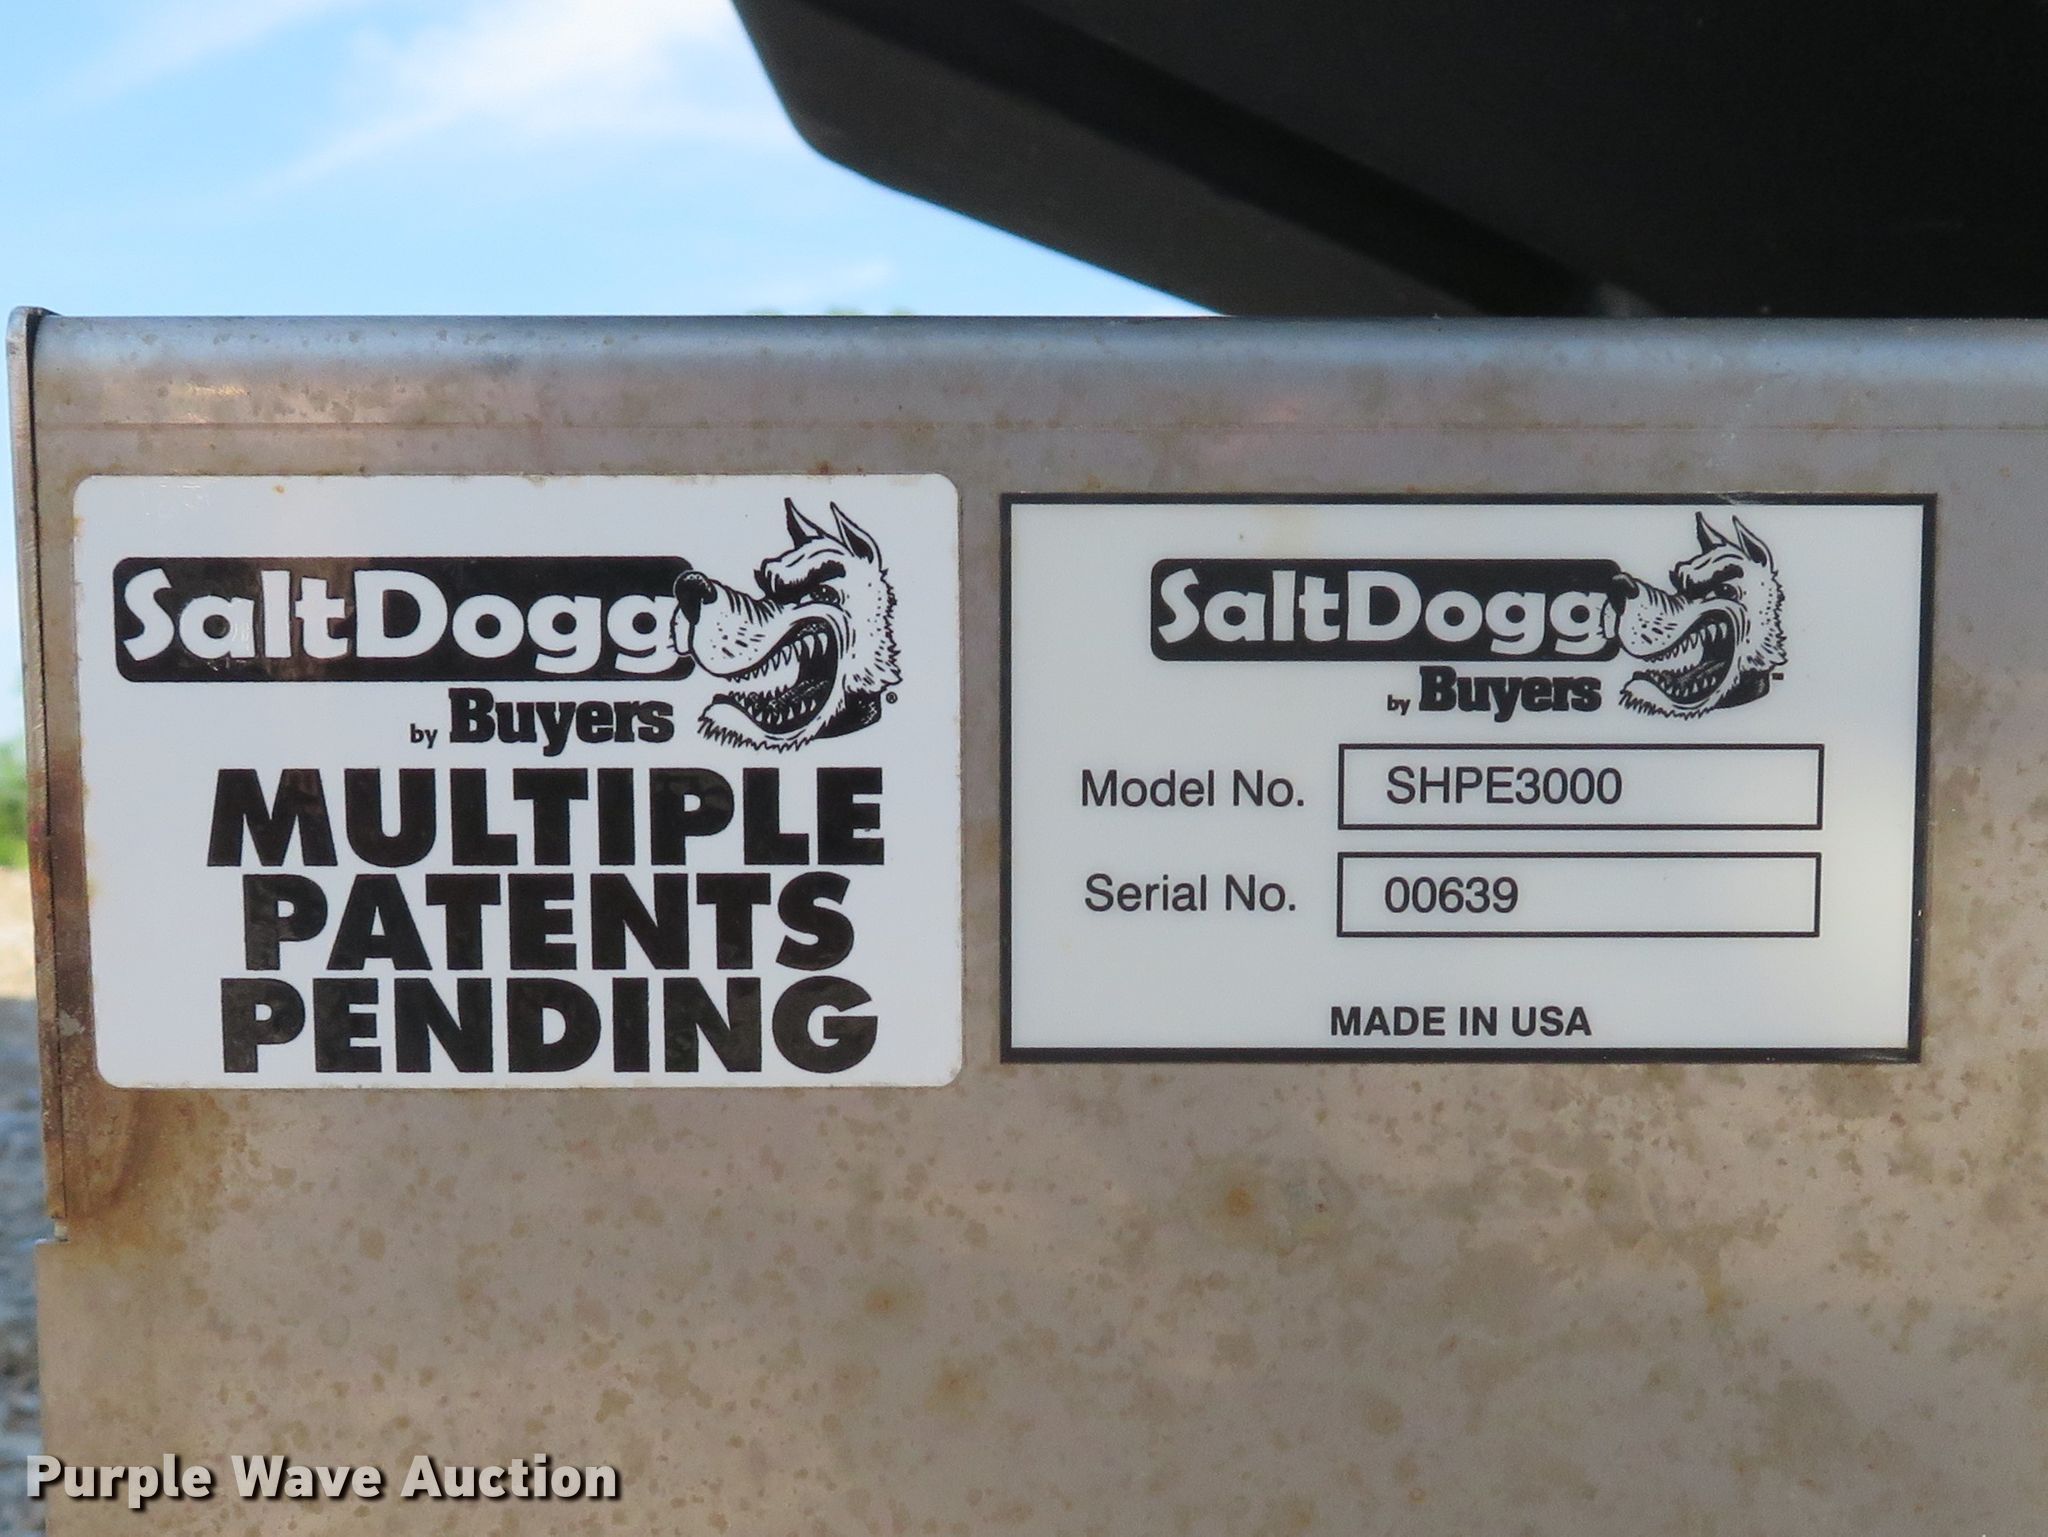 SaltDogg
by Buyers ®
MULTIPLE
PATENTS
PENDING
SaltDogg
by Buyers
Model No. SHPE3000
Serial No. 00639
MADE IN USA
Purple Wave Auction